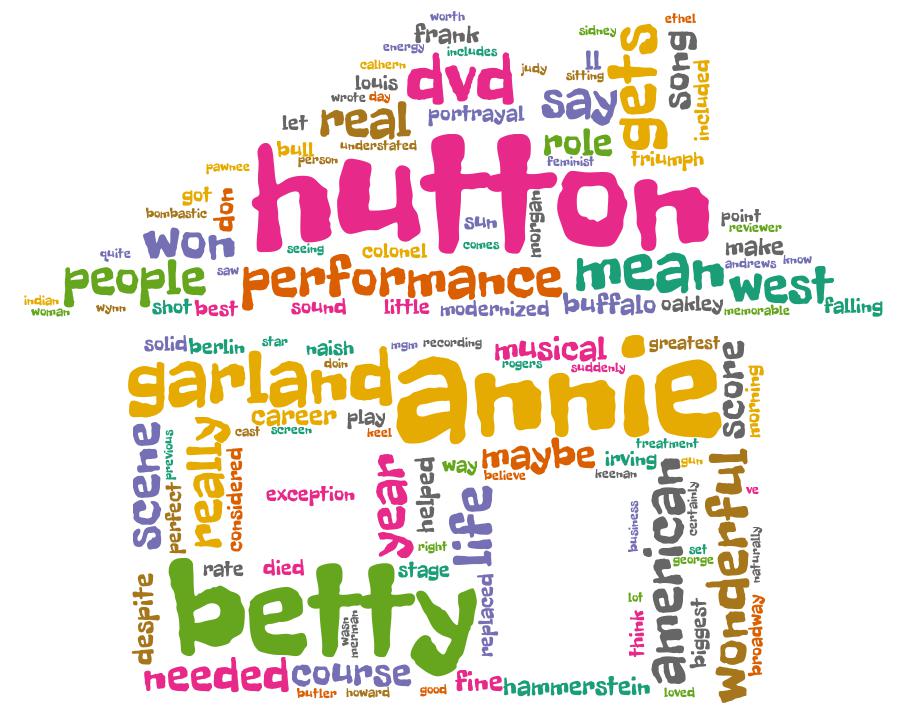 worth
frank
ethel
sidney
energy
includes
calhern
dvd
judy
ll
gets
song
louis
sitting
included
wrote
day
say
let
real
portrayal
bull
understated
role
person
feminist
triumph
pawnee
hutton
got
don
bombastic
morgan
sun
point
reviewer
won
seeing
colonel
comes
make
quite
people
saw
performance
mean
andrews
know
west
indian
woman
wynn
shot
best
sound
little
modernized
buffalo
oakley
memorable
falling
solid
berlin
star
naish
mgm
recording
musical
greatest
doin
rogers
suddenly
garland
annie
score
morning
career
play
cast
screen
keel
scene
previous
really
treatment
maybe
irving
gun
way
believe
keenan
perfect
considered
exception
year
helped
life
american
certainly
wonderful
ve
business
right
set
george
naturally
rate
died
stage
despite
betty
replaced
wasn
merman
lot
think
biggest
broadway
needed
course
butler
howard
good
fine
hammerstein
loved